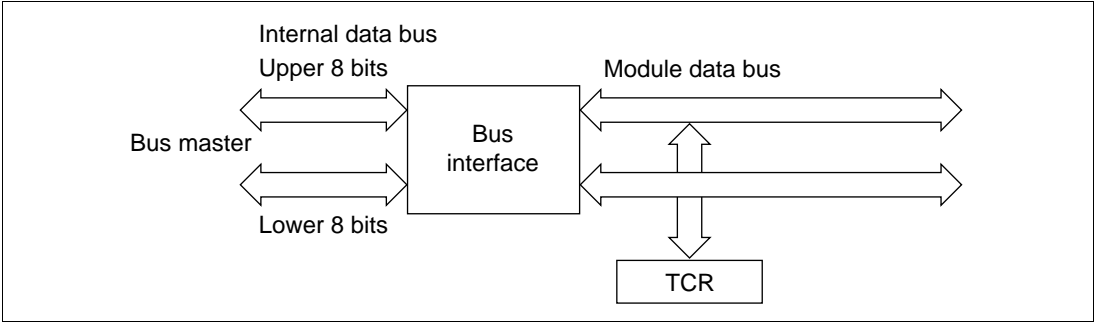 Internal data bus
Upper 8 bits
Module data bus
Bus master
Bus
interface
Lower 8 bits
TCR